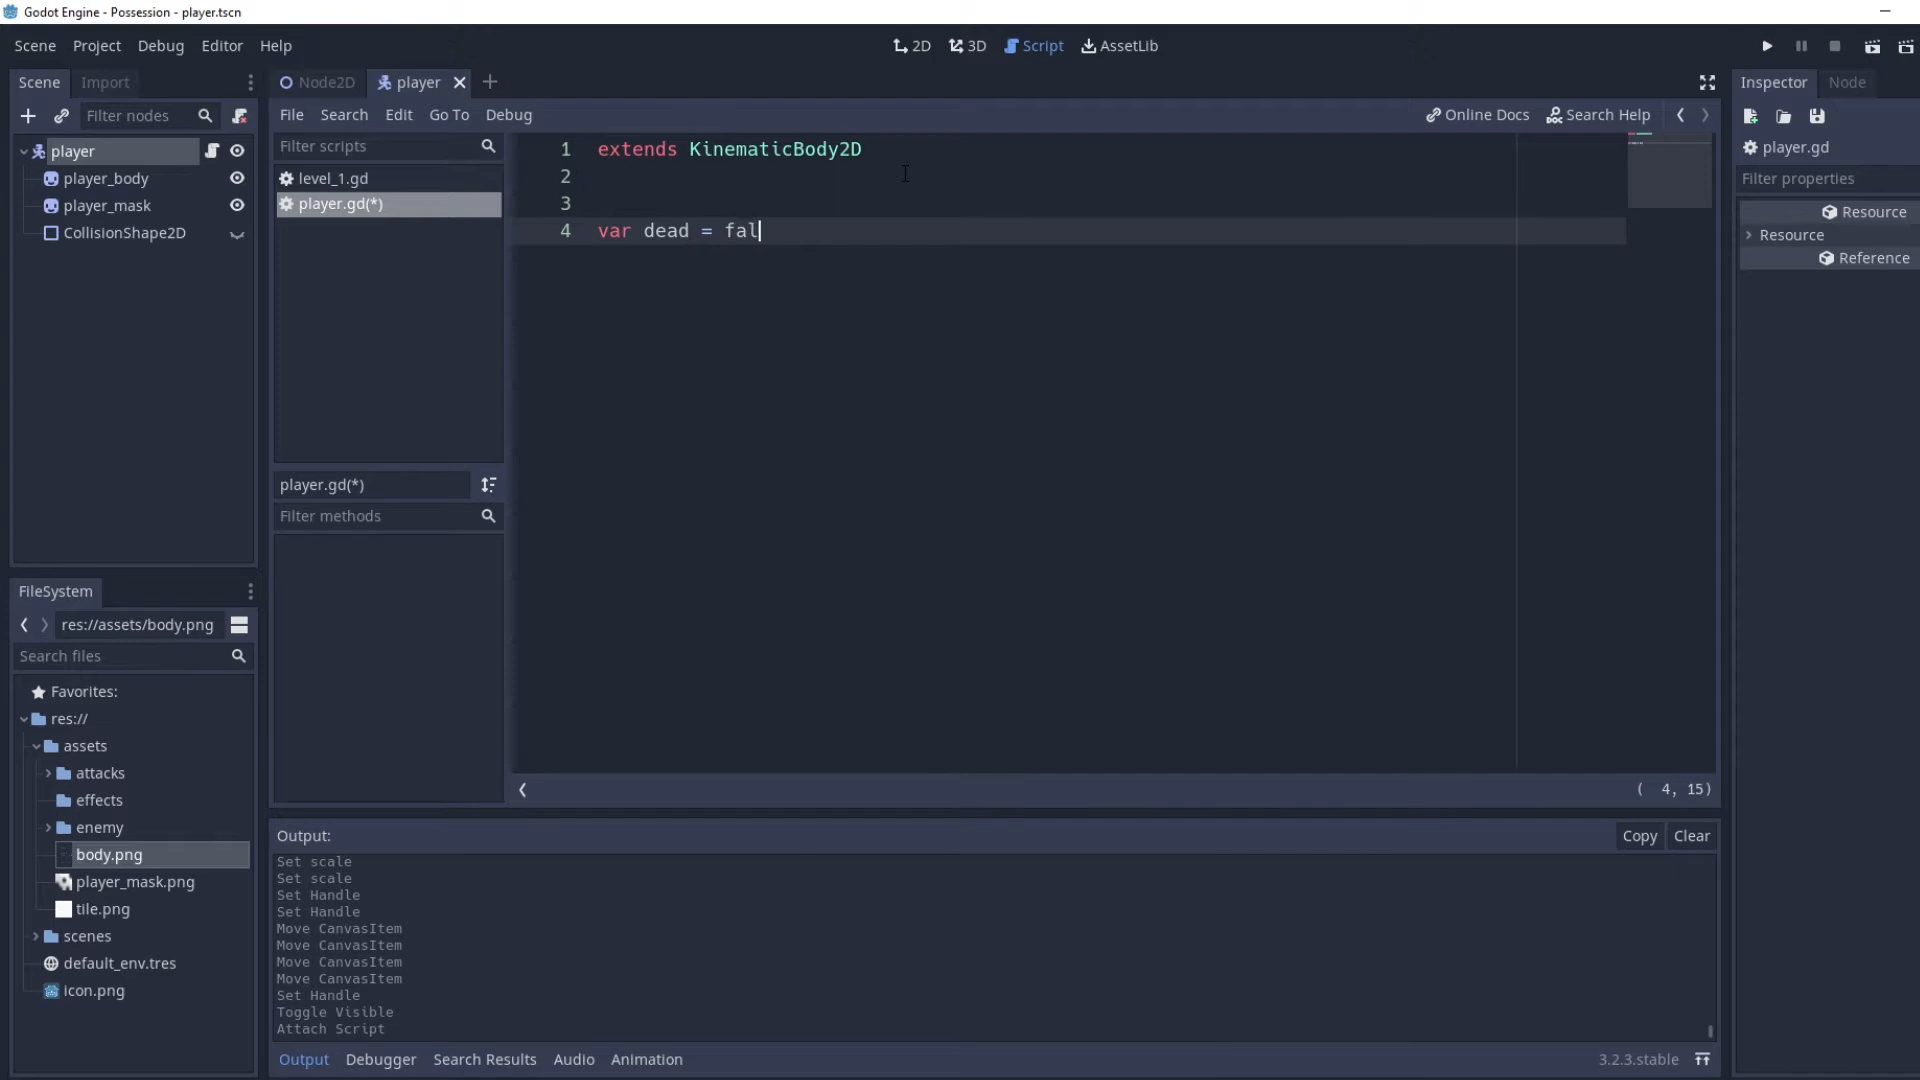 Godot Engine - Possession - player.tscn
Scene Project Debug Editor Help
2D 3D Script AssetLib
Scene Import
Node2D player
Inspector Node
Filter nodes
File Search Edit Go To Debug
Online Docs Search Help
player
Filter scripts
1 extends KinematicBody2D
player.gd
player_body
level_1.gd
2
Filter properties
player_mask
player.gd(*)
3
Resource
CollisionShape2D
4 var dead = fal
Resource
Reference
player.gd(*)
Filter methods
FileSystem
res://assets/body.png
Search files
Favorites:
res://
assets
attacks
effects
enemy
body.png
player_mask.png
tile.png
scenes
default_env.tres
icon.png
( 4, 15)
Output:
Copy Clear
Set scale
Set scale
Set Handle
Set Handle
Move CanvasItem
Move CanvasItem
Move CanvasItem
Move CanvasItem
Set Handle
Toggle Visible
Attach Script
Output Debugger Search Results Audio Animation
3.2.3.stable